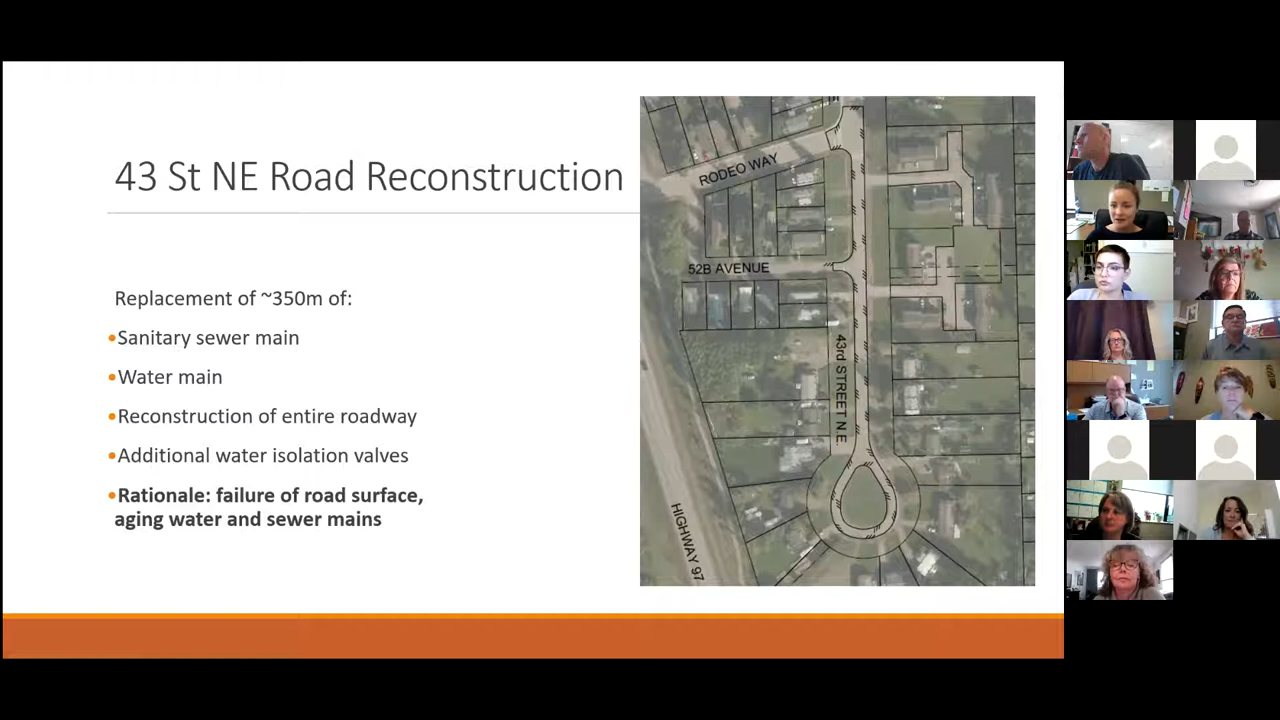 43 St NE Road Reconstruction
Replacement of ~350m of:
•Sanitary sewer main
•Water main
•Reconstruction of entire roadway
•Additional water isolation valves
•Rationale: failure of road surface,
aging water and sewer mains
RODEO WAY
52B AVENUE
43rd STREET N.E.
HIGHWAY 97